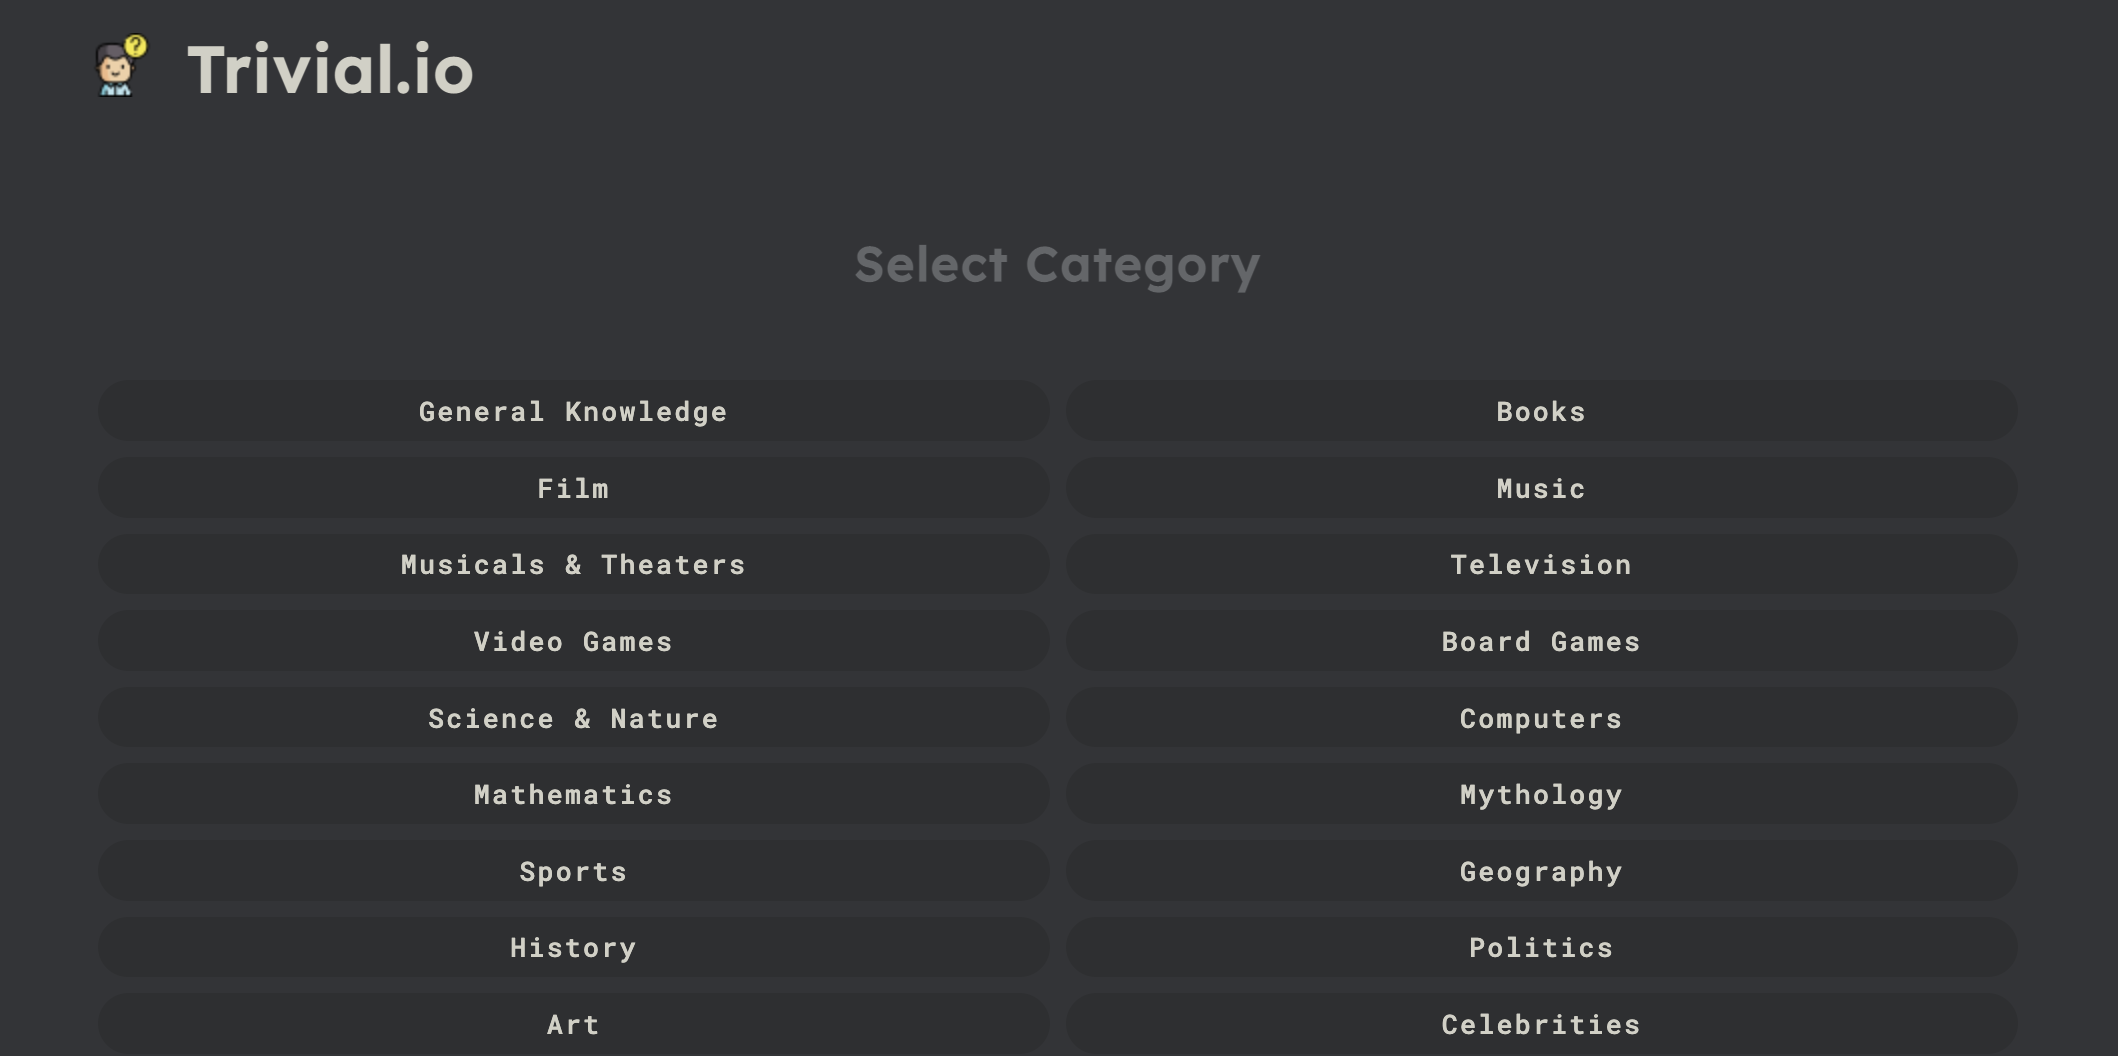 ?
Trivial.io
Select Category
General Knowledge
Books
Film
Music
Musicals & Theaters
Television
Video Games
Board Games
Science & Nature
Computers
Mathematics
Mythology
Sports
Geography
History
Politics
Art
Celebrities